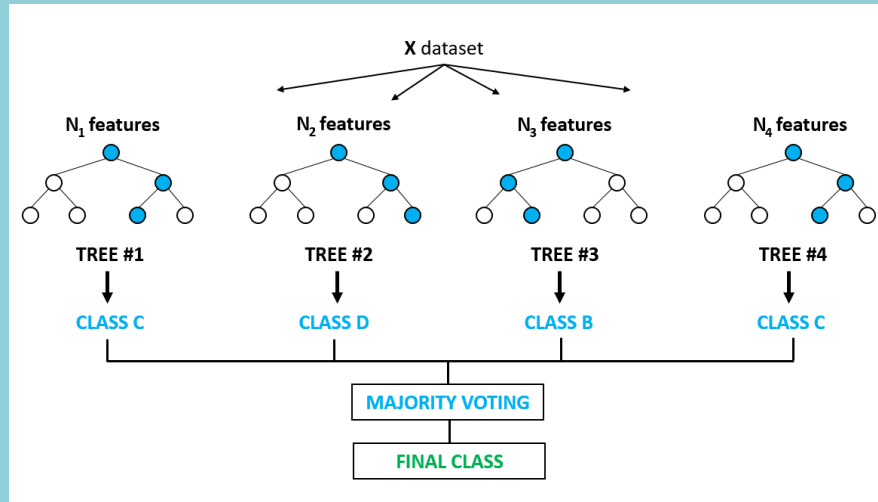 X dataset
N1 features
N2 features
N3 features
N4 features
TREE #1
TREE #2
TREE #3
TREE #4
CLASS C
CLASS D
CLASS B
CLASS C
MAJORITY VOTING
FINAL CLASS